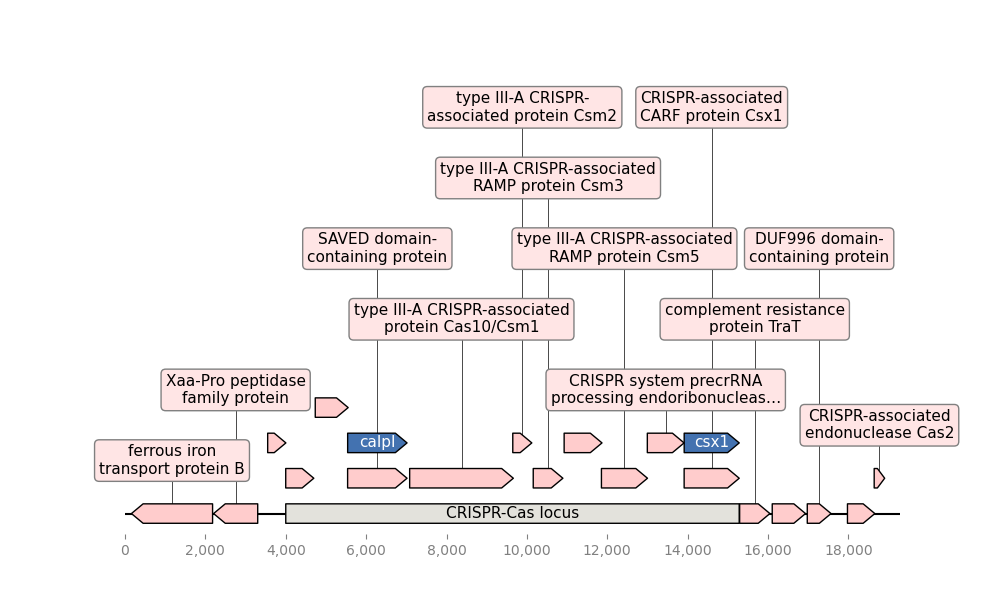 type III-A CRISPR-
associated protein Csm2
CRISPR-associated
CARF protein Csx1
type III-A CRISPR-associated
RAMP protein Csm3
SAVED domain-
containing protein
type III-A CRISPR-associated
RAMP protein Csm5
DUF996 domain-
containing protein
type III-A CRISPR-associated
protein Cas10/Csm1
complement resistance
protein TraT
Xaa-Pro peptidase
family protein
CRISPR system precrRNA
processing endoribonucleas...
CRISPR-associated
endonuclease Cas2
ferrous iron
transport protein B
calpl
csx1
CRISPR-Cas locus
0 2,000 4,000 6,000 8,000 10,000 12,000 14,000 16,000 18,000